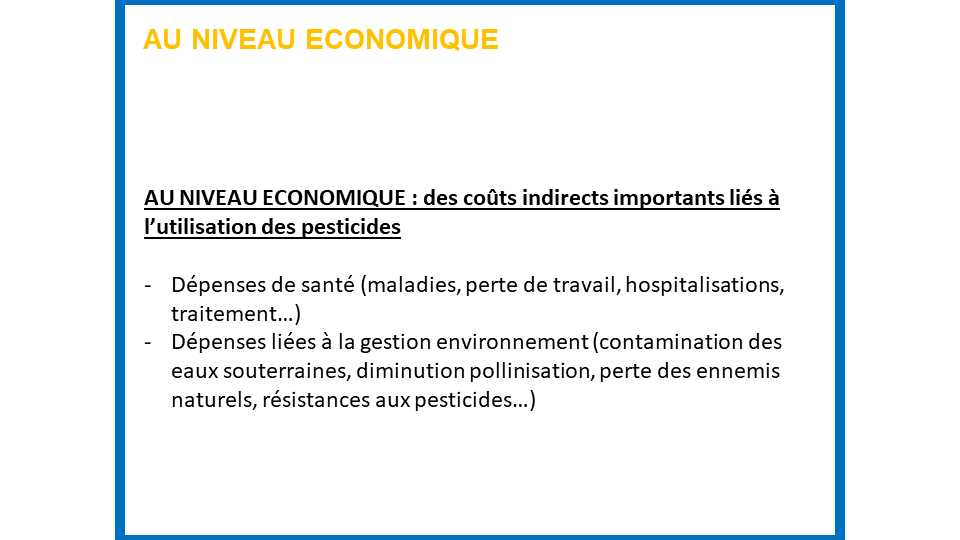 AU NIVEAU ECONOMIQUE
AU NIVEAU ECONOMIQUE : des coûts indirects importants liés à
l’utilisation des pesticides
- Dépenses de santé (maladies, perte de travail, hospitalisations,
traitement…)
- Dépenses liées à la gestion environnement (contamination des
eaux souterraines, diminution pollinisation, perte des ennemis
naturels, résistances aux pesticides…)